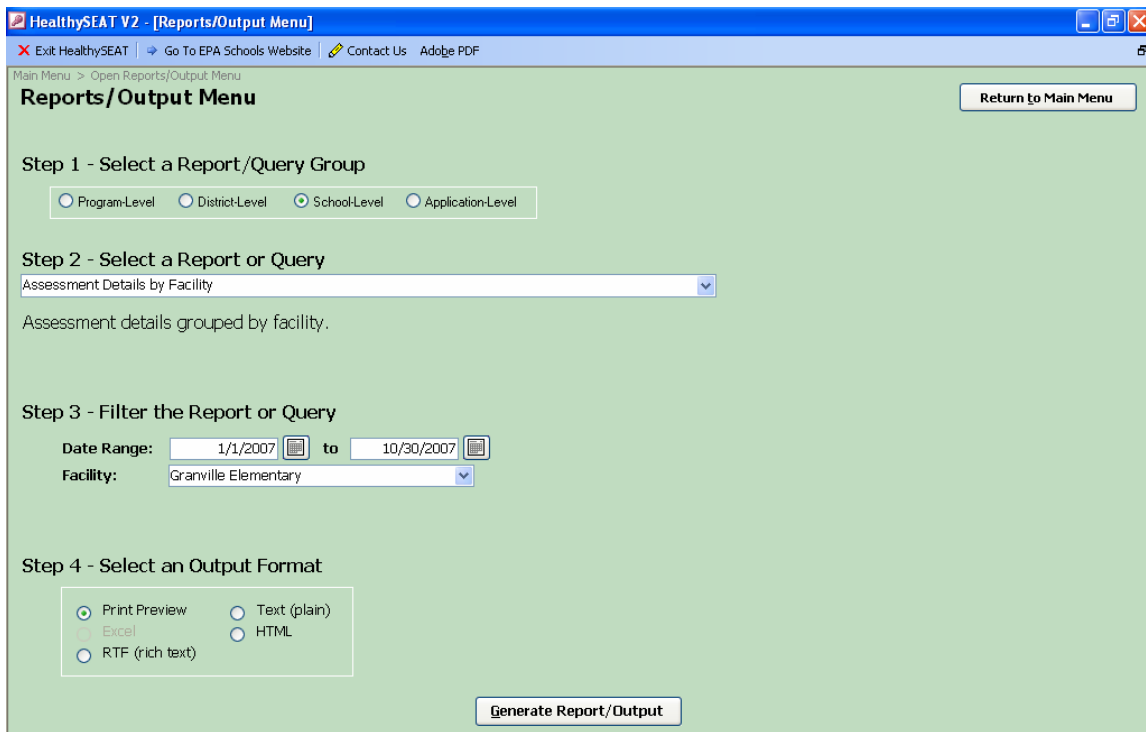 HealthySEAT V2 - [Reports/Output Menu]
Exit HealthySEAT Go To EPA Schools Website Contact Us Adobe PDF
Main Menu > Open Reports/Output Menu
Reports/Output Menu
Return to Main Menu
Step 1 - Select a Report/Query Group
Program-Level District-Level School-Level Application-Level
Step 2 - Select a Report or Query
Assessment Details by Facility
Assessment details grouped by facility.
Step 3 - Filter the Report or Query
Date Range: 1/1/2007 to 10/30/2007
Facility: Granville Elementary
Step 4 - Select an Output Format
Print Preview Text (plain)
Excel HTML
RTF (rich text)
Generate Report/Output